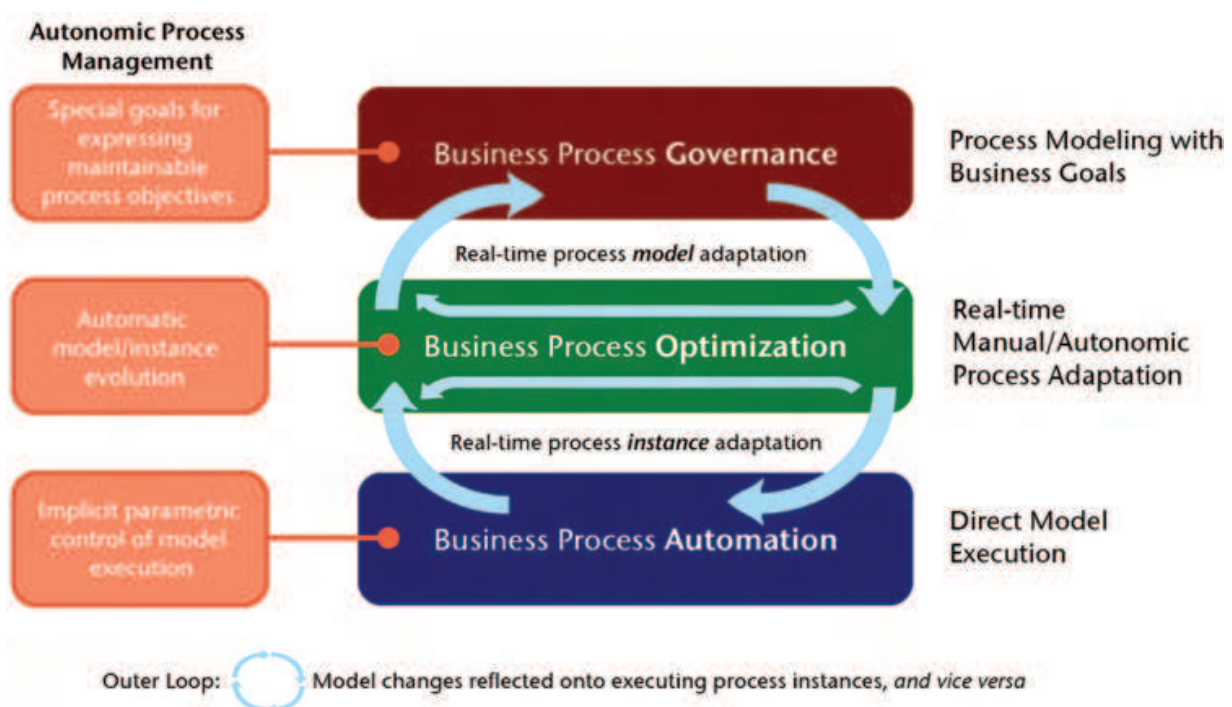 Autonomic Process
Management
Special goals for
expressing
maintainable
process objectives
Business Process Governance
Process Modeling with
Business Goals
Real-time process model adaptation
Automatic
model/instance
evolution
Business Process Optimization
Real-time
Manual/Autonomic
Process Adaptation
Real-time process instance adaptation
Implicit parametric
control of model
execution
Business Process Automation
Direct Model
Execution
Outer Loop:
Model changes reflected onto executing process instances, and vice versa